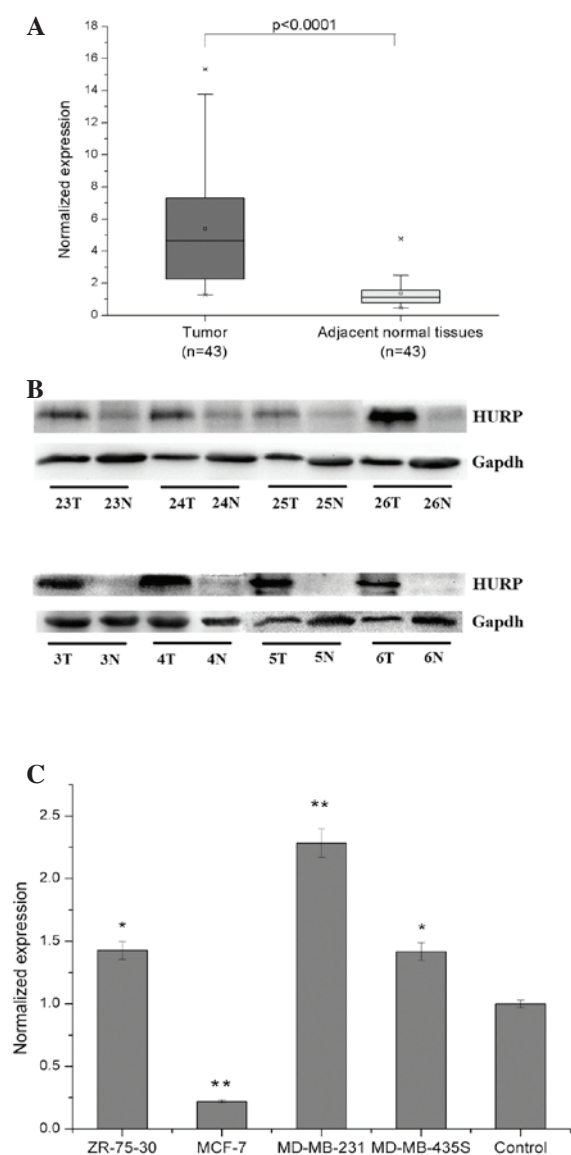 A
p<0.0001
18
16
14
12
10
8
6
4
2
0
Normalized expression
Tumor
(n=43)
Adjacent normal tissues
(n=43)
B
HURP
Gapdh
23T 23N 24T 24N 25T 25N 26T 26N
HURP
Gapdh
3T 3N 4T 4N 5T 5N 6T 6N
C
2.5
2.0
1.5
1.0
0.5
0.0
Normalized expression
*
**
**
*
ZR-75-30 MCF-7 MD-MB-231 MD-MB-435S Control